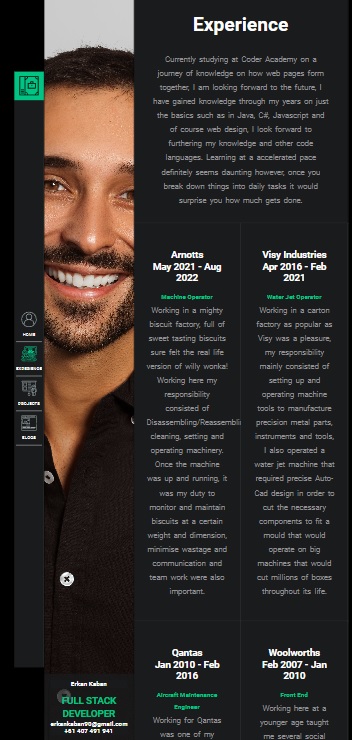 Experience
Currently studying at Coder Academy on a
journey of knowledge on how web pages form
together, I am looking forward to the future, I
have gained knowledge through my years on just
the basics such as in Java, C#, Javascript and
of course web design, I look forward to
furthering my knowledge and other code
languages. Learning at a accelerated pace
definitely seems daunting however, once you
break down things into daily tasks it would
surprise you how much gets done.
Arnotts
May 2021 - Aug
2022
Machine Operator
Working in a mighty
biscuit factory, full of
sweet tasting biscuits
sure felt the real life
version of willy wonka!
Working here my
responsibility
consisted of
Disassembling/Reassembli
cleaning, setting and
operating machinery.
Once the machine
was up and running, it
was my duty to
monitor and maintain
biscuits at a certain
weight and dimension,
minimise wastage and
communication and
team work were also
important.
Visy Industries
Apr 2016 - Feb
2021
Water Jet Operator
Working in a carton
factory as popular as
Visy was a pleasure,
my responsibility
mainly consisted of
setting up and
operating machine
tools to manufacture
precision metal parts,
instruments and tools,
I also operated a
water jet machine that
required precise Auto-
Cad design in order to
cut the necessary
components to fit a
mould that would
operate on big
machines that would
cut millions of boxes
throughout its life.
Qantas
Jan 2010 - Feb
2016
Aircraft Maintenance
Engineer
Working for Qantas
was one of my
Woolworths
Feb 2007 - Jan
2010
Front End
Working here at a
younger age taught
me several social
HOME
EXPERIENCE
PROJECTS
BLOGS
Erkan Kaban
FULL STACK
DEVELOPER
erkankaban90@gmail.com
+61 407 491 941